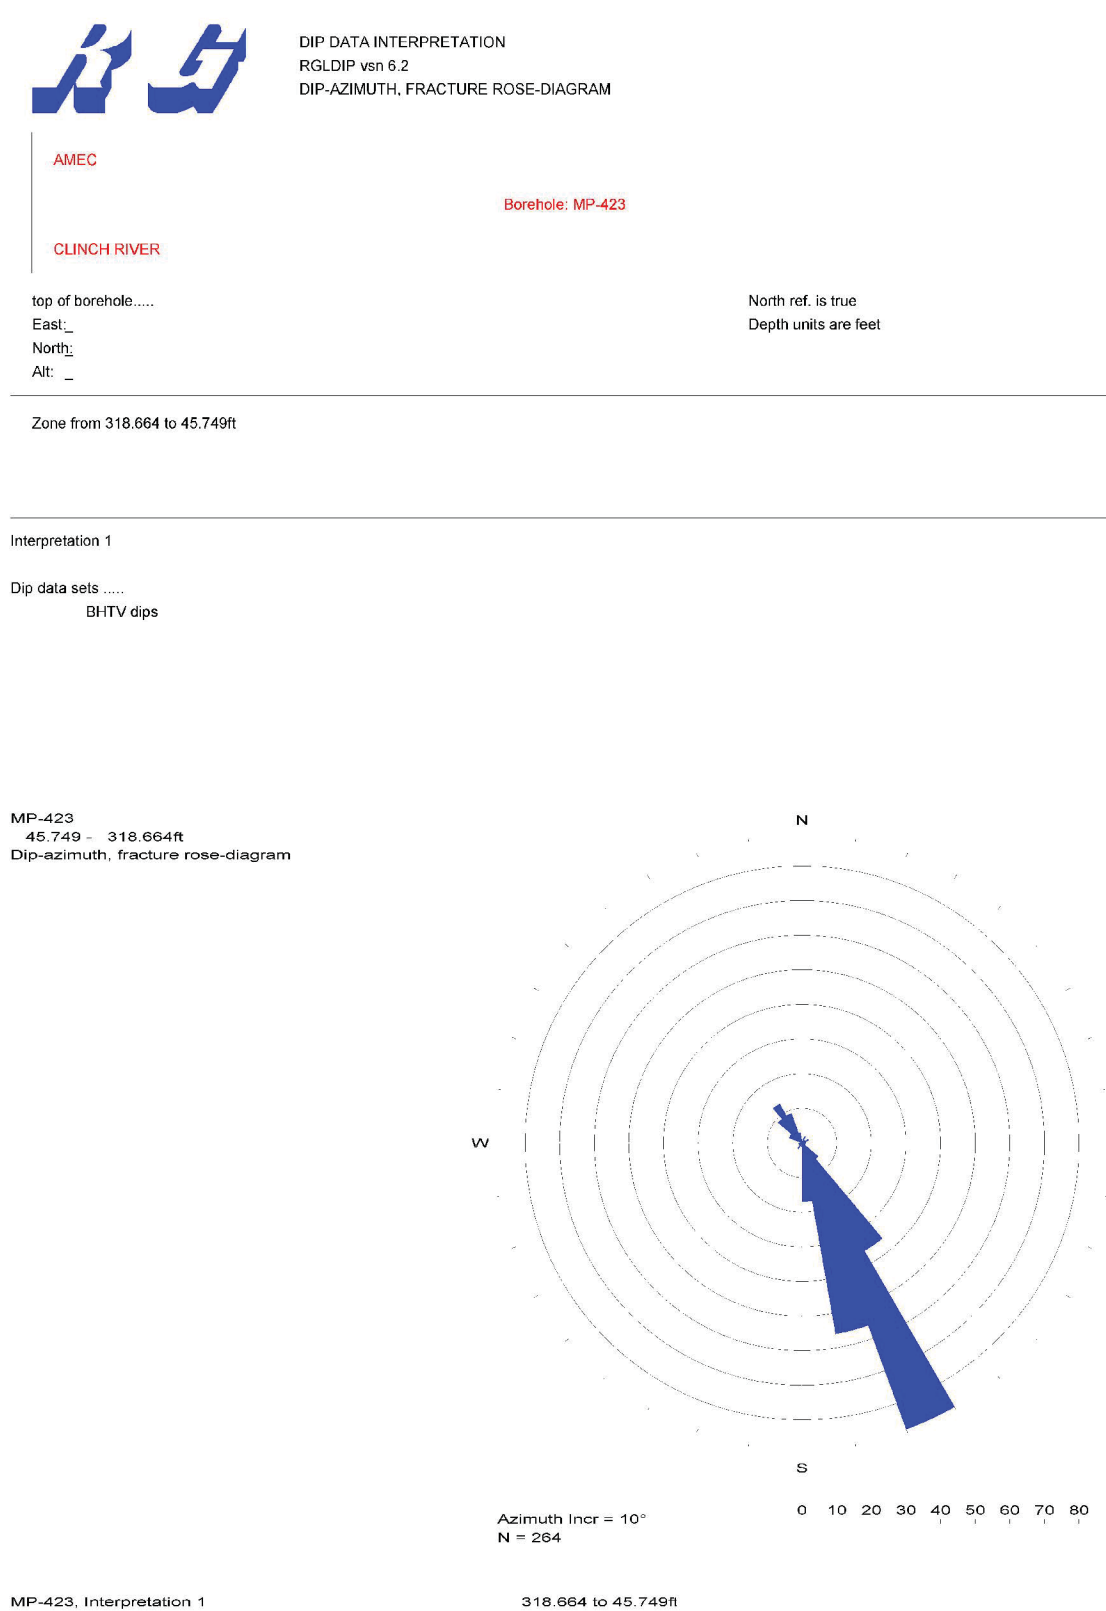 RG
DIP DATA INTERPRETATION
RGLDIP vsn 6.2
DIP-AZIMUTH, FRACTURE ROSE-DIAGRAM
AMEC
Borehole: MP-423
CLINCH RIVER
top of borehole.....
North ref. is true
East:_
Depth units are feet
North:
Alt: _
Zone from 318.664 to 45.749ft
Interpretation 1
Dip data sets .....
BHTV dips
MP-423
45.749 - 318.664ft
Dip-azimuth, fracture rose-diagram
N
W
S
0 10 20 30 40 50 60 70 80
Azimuth Incr = 10°
N = 264
MP-423, Interpretation 1
318.664 to 45.749ft